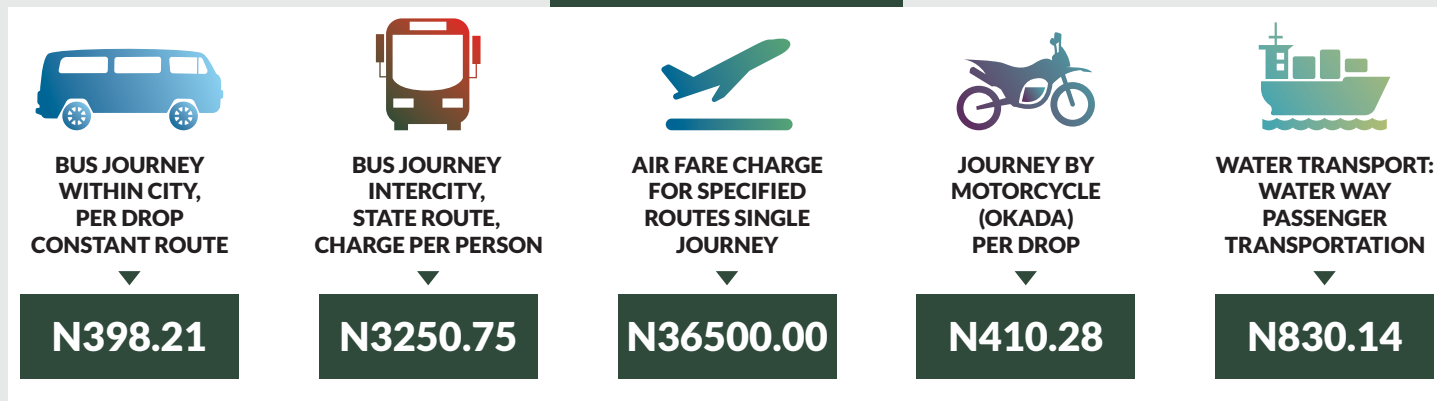 BUS JOURNEY
WITHIN CITY,
PER DROP
CONSTANT ROUTE
N398.21
BUS JOURNEY
INTERCITY,
STATE ROUTE,
CHARGE PER PERSON
N3250.75
AIR FARE CHARGE
FOR SPECIFIED
ROUTES SINGLE
JOURNEY
N36500.00
JOURNEY BY
MOTORCYCLE
(OKADA)
PER DROP
N410.28
WATER TRANSPORT:
WATER WAY
PASSENGER
TRANSPORTATION
N830.14